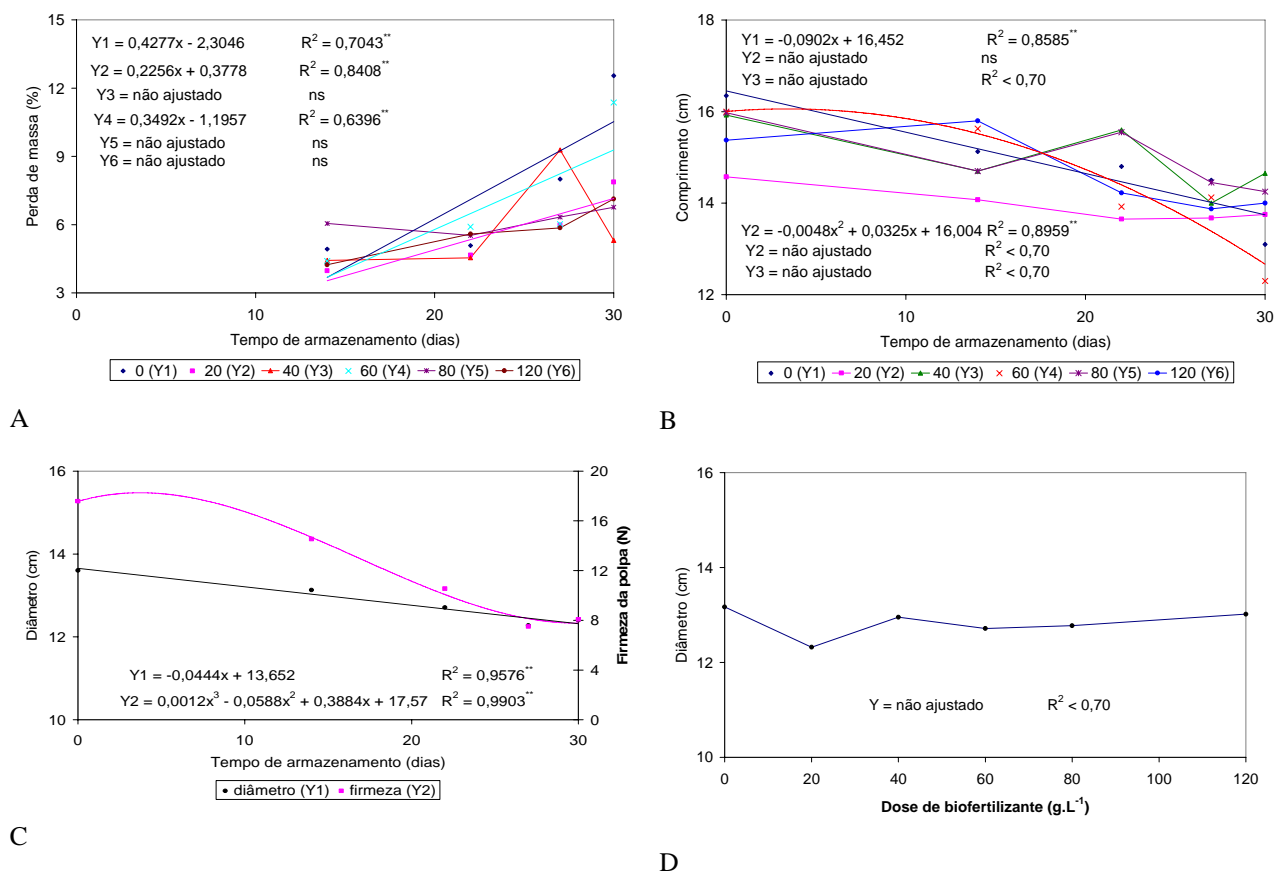 15
12
9
6
3
Perda de massa (%)
Y1 = 0,4277x - 2,3046 R² = 0,7043**
Y2 = 0,2256x + 0,3778 R² = 0,8408**
Y3 = não ajustado ns
Y4 = 0,3492x - 1,1957 R² = 0,6396**
Y5 = não ajustado ns
Y6 = não ajustado ns
0 10 20 30
Tempo de armazenamento (dias)
0 (Y1) 20 (Y2) 40 (Y3) 60 (Y4) 80 (Y5) 120 (Y6)
A
18
16
14
12
Comprimento (cm)
Y1 = -0,0902x + 16,452 R² = 0,8585**
Y2 = não ajustado ns
Y3 = não ajustado R² < 0,70
Y2 = -0,0048x² + 0,0325x + 16,004 R² = 0,8959**
Y2 = não ajustado R² < 0,70
Y3 = não ajustado R² < 0,70
0 10 20 30
Tempo de armazenamento (dias)
0 (Y1) 20 (Y2) 40 (Y3) 60 (Y4) 80 (Y5) 120 (Y6)
B
16
14
12
10
Diâmetro (cm)
20
16
12
8
4
0
Firmeza da polpa (N)
Y1 = -0,0444x + 13,652 R² = 0,9576**
Y2 = 0,0012x³ - 0,0588x² + 0,3884x + 17,57 R² = 0,9903**
0 10 20 30
Tempo de armazenamento (dias)
diâmetro (Y1) firmeza (Y2)
C
16
14
12
10
Diâmetro (cm)
Y = não ajustado R² < 0,70
0 20 40 60 80 100 120
Dose de biofertilizante (g.L⁻¹)
D